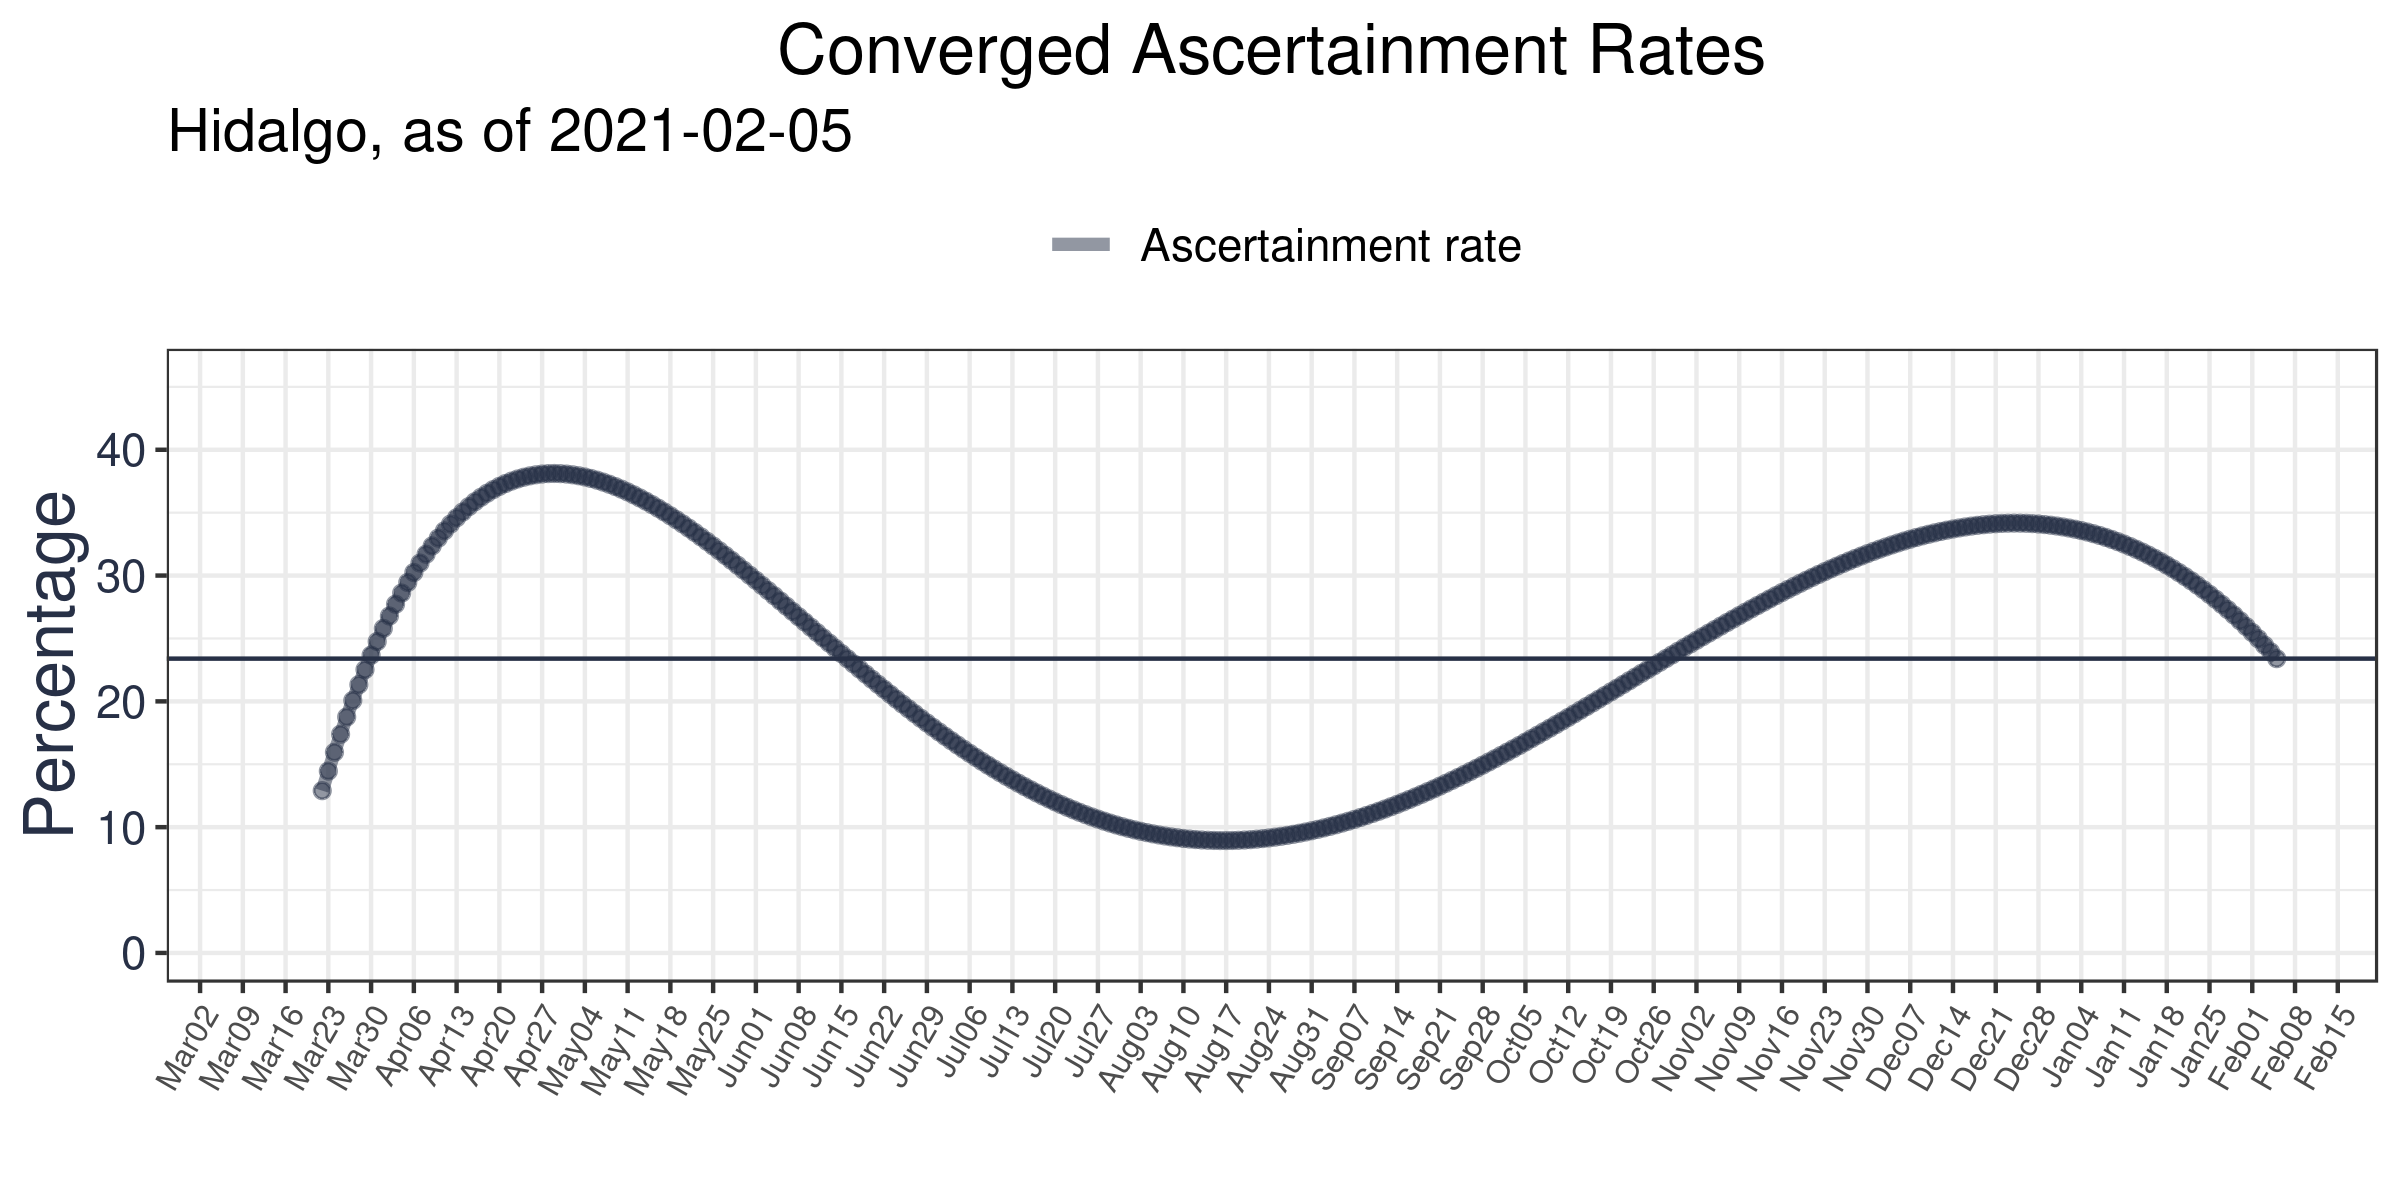 Converged Ascertainment Rates
Hidalgo, as of 2021-02-05
Ascertainment rate
Percentage
40
30
20
10
0
Mar02
Mar09
Mar16
Mar23
Mar30
Apr06
Apr13
Apr20
Apr27
May04
May11
May18
May25
Jun01
Jun08
Jun15
Jun22
Jun29
Jul06
Jul13
Jul20
Jul27
Aug03
Aug10
Aug17
Aug24
Aug31
Sep07
Sep14
Sep21
Sep28
Oct05
Oct12
Oct19
Oct26
Nov02
Nov09
Nov16
Nov23
Nov30
Dec07
Dec14
Dec21
Dec28
Jan04
Jan11
Jan18
Jan25
Feb01
Feb08
Feb15